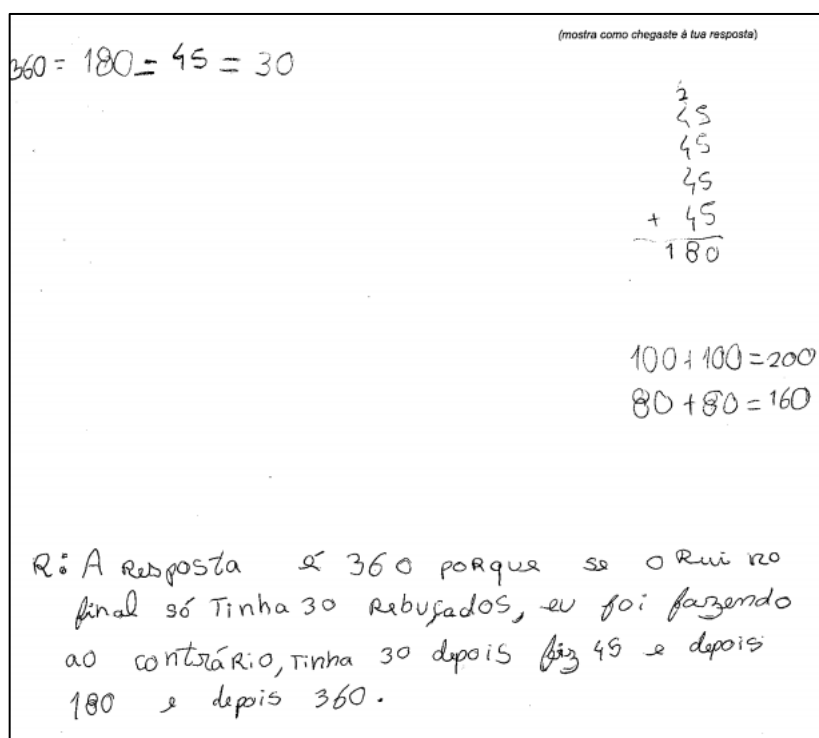 (mostra como chegaste à tua resposta)
360 = 180 = 45 = 30
2
45
45
45
+ 45
180
100 + 100 = 200
80 + 80 = 160
R: A Resposta é 360 porque se o Rui no
final só Tinha 30 Rebuçados, eu foi fazendo
ao contráRio, Tinha 30 depois fiz 45 e depois
180 e depois 360.